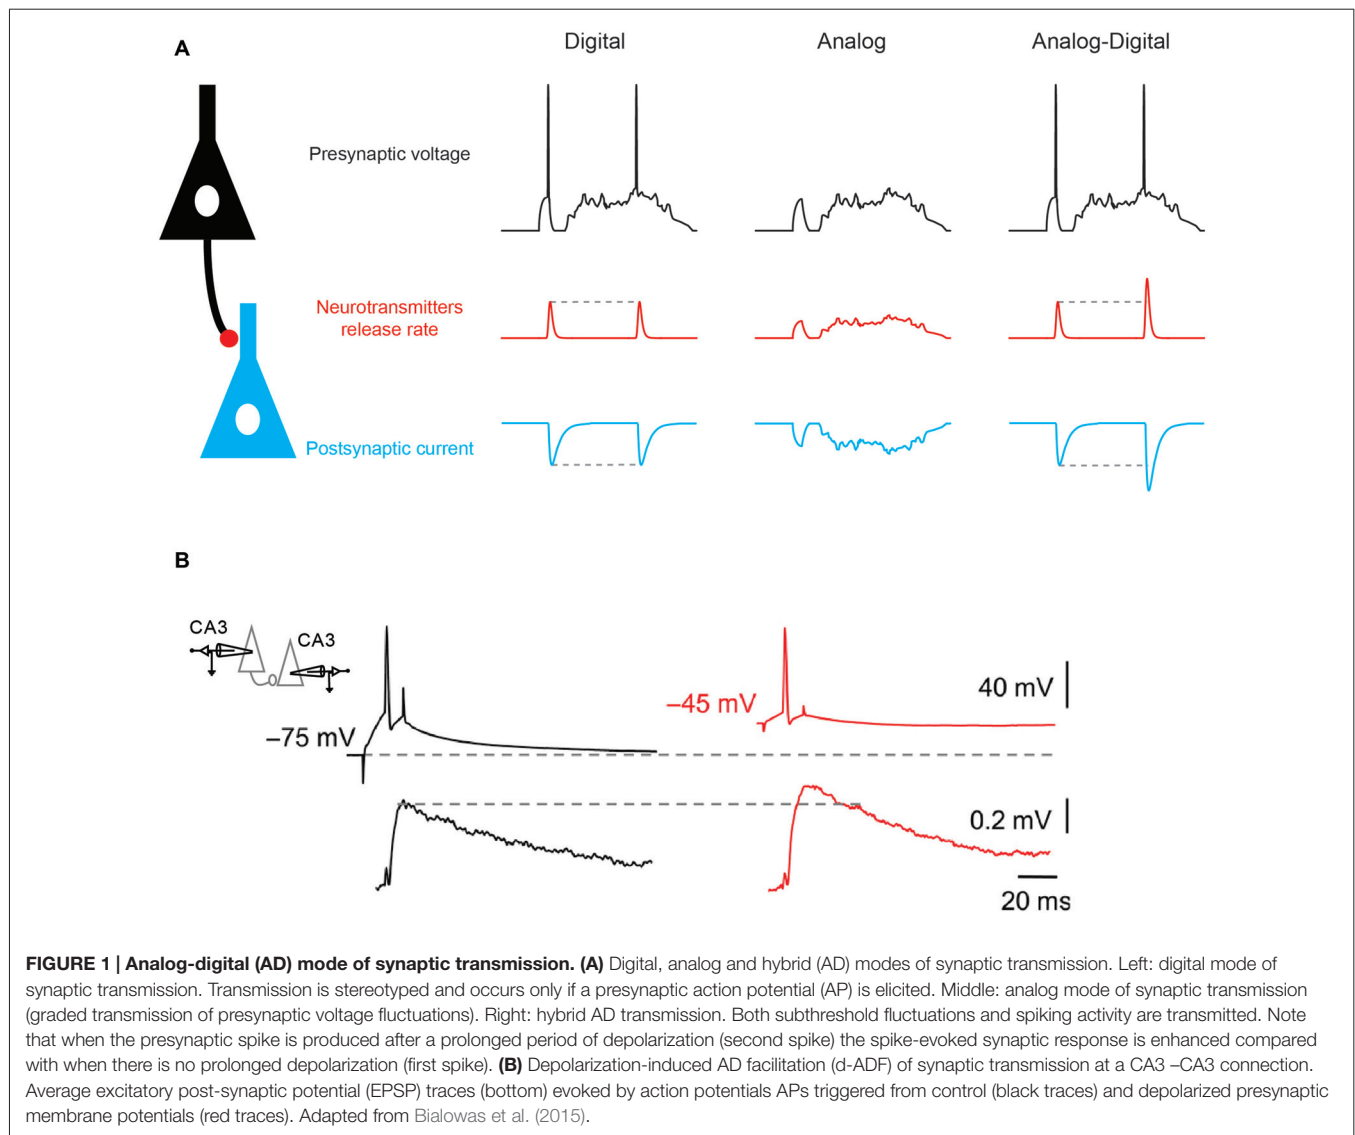 A
Digital
Analog
Analog-Digital
Presynaptic voltage
Neurotransmitters
release rate
Postsynaptic current
B
CA3
CA3
−75 mV
−45 mV
40 mV
0.2 mV
20 ms
FIGURE 1 | Analog-digital (AD) mode of synaptic transmission. (A) Digital, analog and hybrid (AD) modes of synaptic transmission. Left: digital mode of
synaptic transmission. Transmission is stereotyped and occurs only if a presynaptic action potential (AP) is elicited. Middle: analog mode of synaptic transmission
(graded transmission of presynaptic voltage fluctuations). Right: hybrid AD transmission. Both subthreshold fluctuations and spiking activity are transmitted. Note
that when the presynaptic spike is produced after a prolonged period of depolarization (second spike) the spike-evoked synaptic response is enhanced compared
with when there is no prolonged depolarization (first spike). (B) Depolarization-induced AD facilitation (d-ADF) of synaptic transmission at a CA3 –CA3 connection.
Average excitatory post-synaptic potential (EPSP) traces (bottom) evoked by action potentials APs triggered from control (black traces) and depolarized presynaptic
membrane potentials (red traces). Adapted from Bialowas et al. (2015).